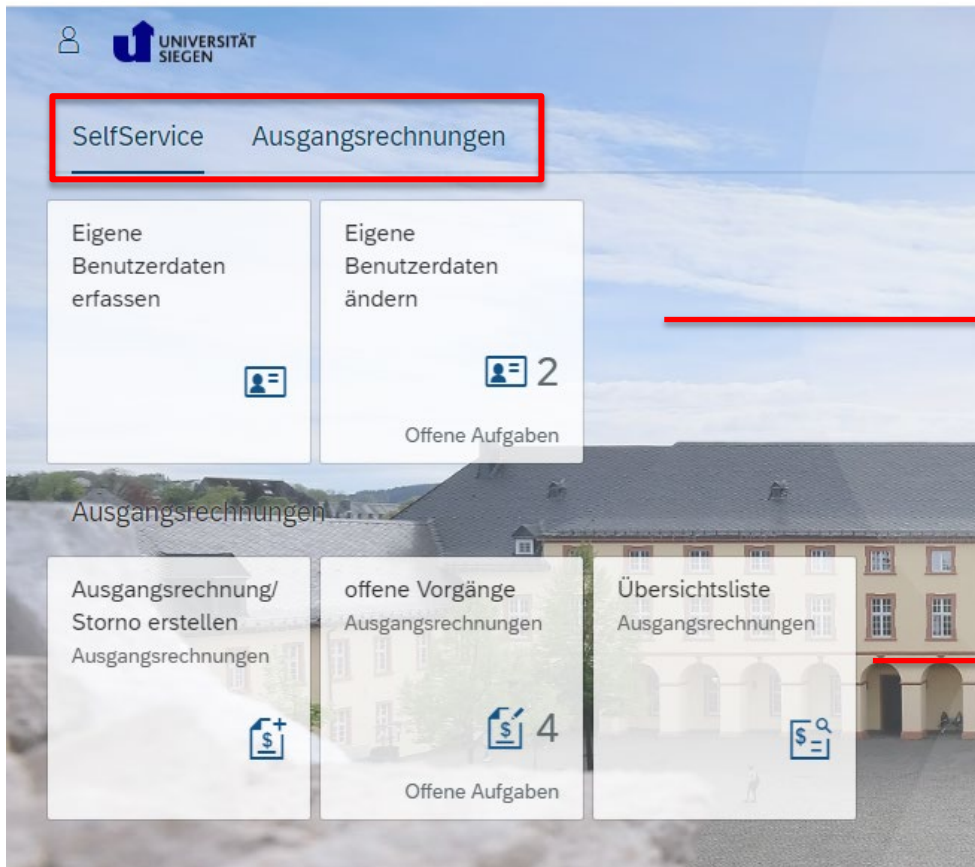 UNIVERSITÄT
SIEGEN
SelfService Ausgangsrechnungen
Eigene
Benutzerdaten
erfassen
Eigene
Benutzerdaten
ändern
2
Offene Aufgaben
Ausgangsrechnungen
Ausgangsrechnung/
Storno erstellen
Ausgangsrechnungen
offene Vorgänge
Ausgangsrechnungen
4
Offene Aufgaben
Übersichtsliste
Ausgangsrechnungen